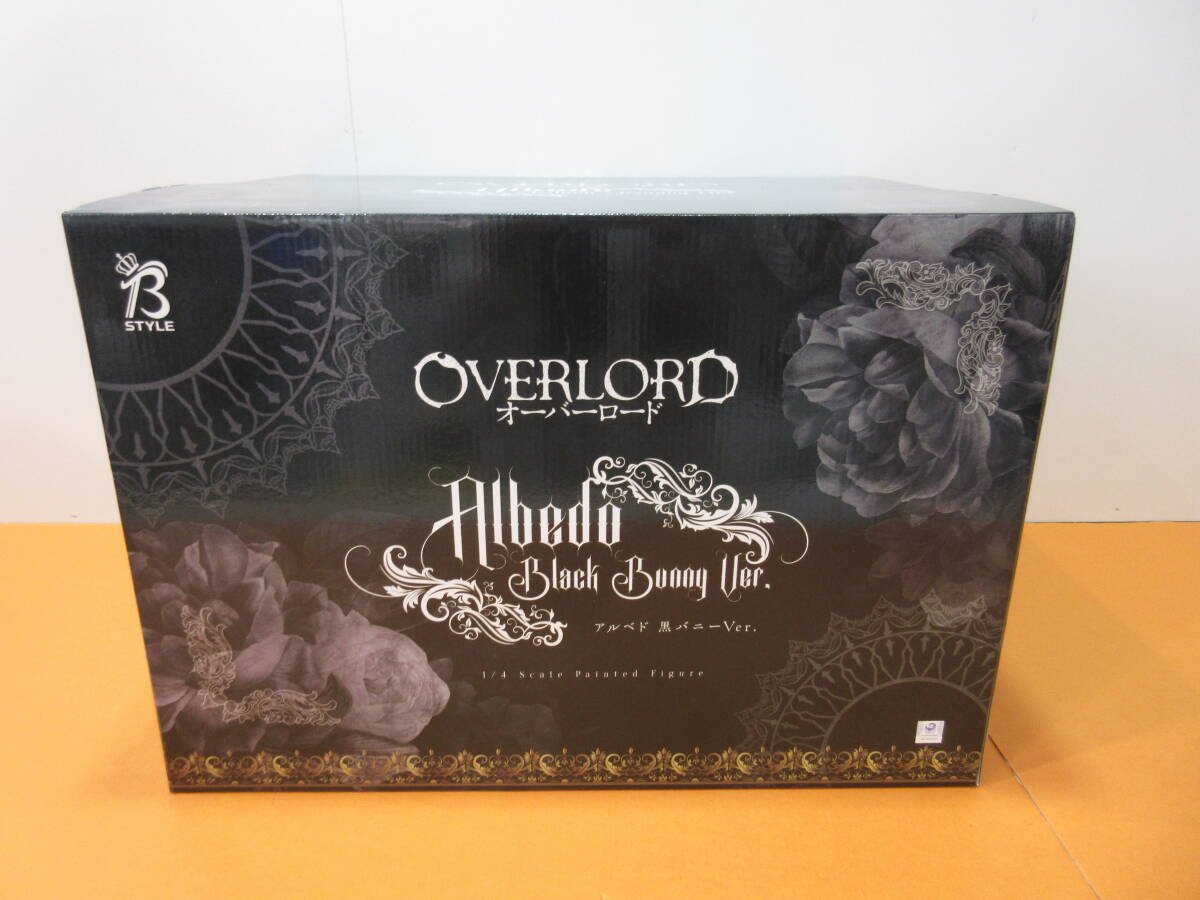 B
STYLE
OVERLORD
オーバーロード
Albedo
Black Bunny Ver.
アルベド 黒バニーVer.
1/4 Scale Painted Figure